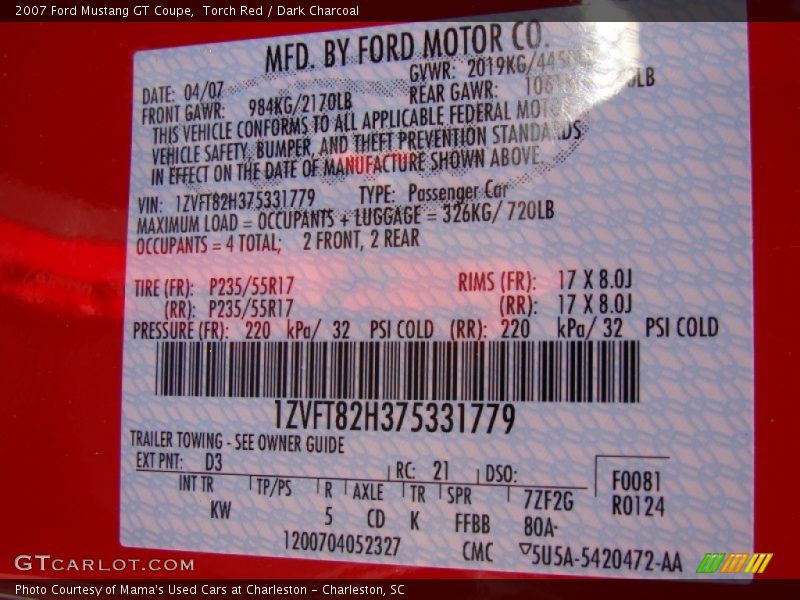 2007 Ford Mustang GT Coupe,  Torch Red / Dark Charcoal
MFD. BY FORD MOTOR CO.
DATE: 04/07 GVWR: 2019KG/445
FRONT GAWR: 984KG/2170LB REAR GAWR: LB
THIS VEHICLE CONFORMS TO ALL APPLICABLE FEDERAL MOTOR
VEHICLE SAFETY, BUMPER, AND THEFT PREVENTION STANDARDS
IN EFFECT ON THE DATE OF MANUFACTURE SHOWN ABOVE.
VIN: 1ZVFT82H375331779 TYPE: Passenger Car
MAXIMUM LOAD = OCCUPANTS + LUGGAGE = 326KG/ 720LB
OCCUPANTS = 4 TOTAL; 2 FRONT, 2 REAR
TIRE (FR): P235/55R17 RIMS (FR): 17 X 8.0J
(RR): P235/55R17 (RR): 17 X 8.0J
PRESSURE (FR): 220 kPa/ 32 PSI COLD (RR): 220 kPa/ 32 PSI COLD
1ZVFT82H375331779
TRAILER TOWING - SEE OWNER GUIDE
EXT PNT: D3 RC: 21 DSO: F0081
INT TR TP/PS R AXLE TR SPR 7ZF2G R0124
KW 5 CD K FFBB 80A-
1200704052327 CMC ▽5U5A-5420472-AA
GTCARLOT.COM
Photo Courtesy of Mama's Used Cars at Charleston - Charleston, SC